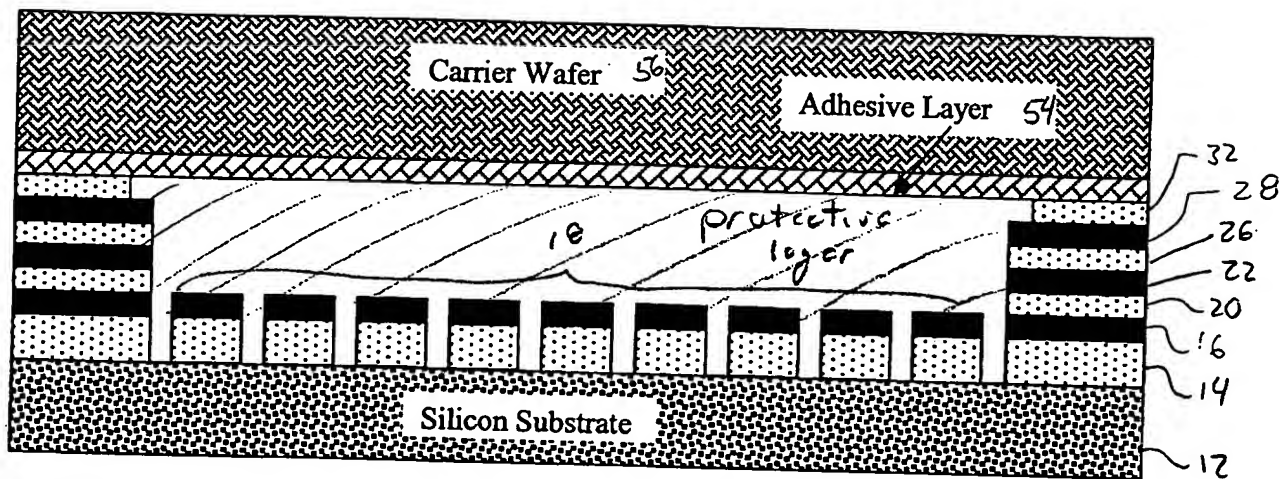 Carrier Wafer 56
Adhesive Layer 54
32
28
26
22
20
16
14
12
18
protective
layer
Silicon Substrate